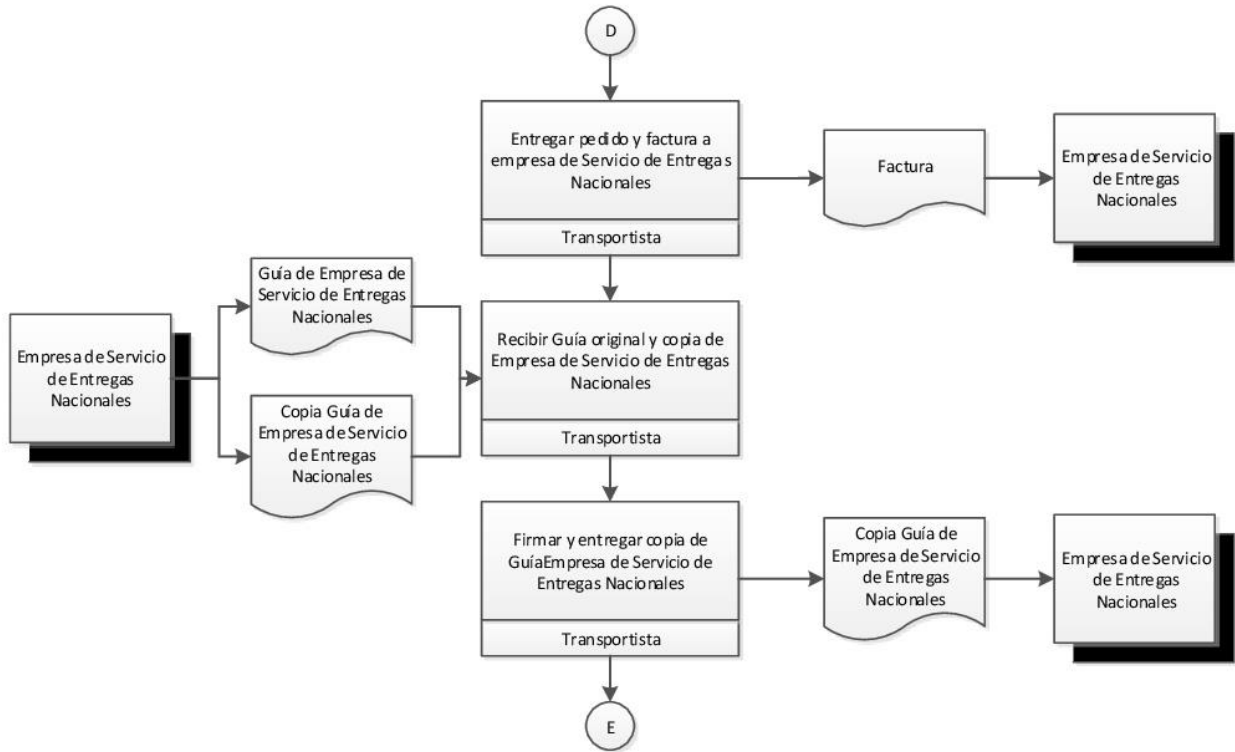 D
Entregar pedido y factura a
empresa de Servicio de Entregas
Nacionales
Transportista
Factura
Empresa de Servicio
de Entregas
Nacionales
Empresa de Servicio
de Entregas
Nacionales
Guía de Empresa de
Servicio de Entregas
Nacionales
Copia Guía de
Empresa de Servicio
de Entregas
Nacionales
Recibir Guía original y copia de
Empresa de Servicio de Entregas
Nacionales
Transportista
Firmar y entregar copia de
GuíaEmpresa de Servicio de
Entregas Nacionales
Transportista
Copia Guía de
Empresa de Servicio
de Entregas
Nacionales
Empresa de Servicio
de Entregas
Nacionales
E